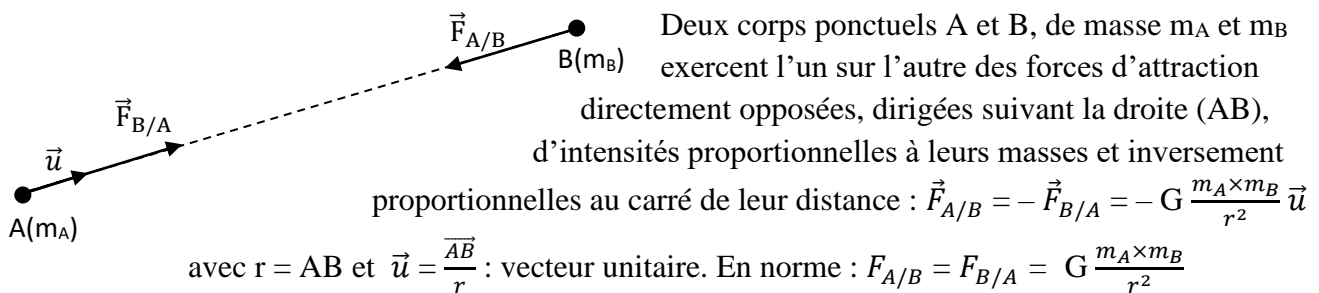 F⃗A/B
B(mB)
F⃗B/A
u⃗
A(mA)
Deux corps ponctuels A et B, de masse mA et mB
exercent l’un sur l’autre des forces d’attraction
directement opposées, dirigées suivant la droite (AB),
d’intensités proportionnelles à leurs masses et inversement
proportionnelles au carré de leur distance : F⃗A/B = – F⃗B/A = – G (mA×mB)/r² u⃗
avec r = AB et u⃗ = AB⃗/r : vecteur unitaire. En norme : FA/B = FB/A = G (mA×mB)/r²